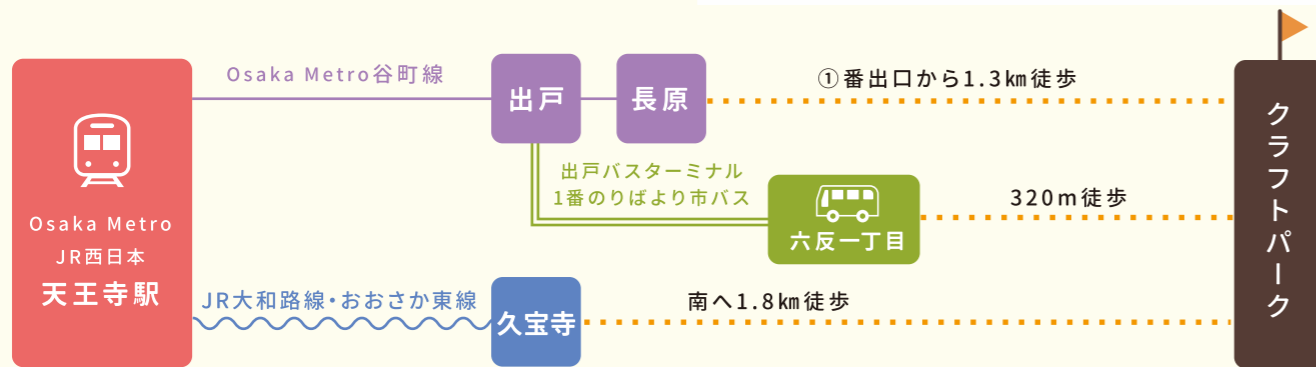 Osaka Metro
JR西日本
天王寺駅
Osaka Metro谷町線
出戸
長原
①番出口から1.3㎞徒歩
出戸バスターミナル
1番のりばより市バス
六反一丁目
320m徒歩
JR大和路線・おおさか東線
久宝寺
南へ1.8㎞徒歩
クラフトパーク